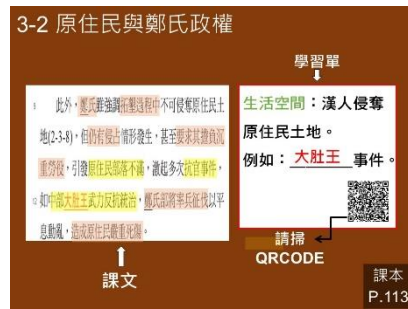 3-2 原住民與鄭氏政權
學習單
8 此外，鄭氏雖強調拓墾過程中不可侵奪原住民土
地(2-3-8)，但仍有侵占情形發生，甚至要求其擔負沉
重勞役，引發原住民部落不滿，激起多次抗官事件，
如中部大肚王武力反抗統治，鄭氏部將率兵征伐以平
息動亂，造成原住民嚴重死傷。
課文
生活空間：漢人侵奪
原住民土地。
例如：大肚王事件。
請掃
QRCODE
課本
P.113